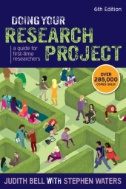 6th Edition
DOING YOUR
RESEARCH
PROJECT
a guide for
first-time
researchers
OVER
285,000
JUDITH BELL WITH STEPHEN WATERS